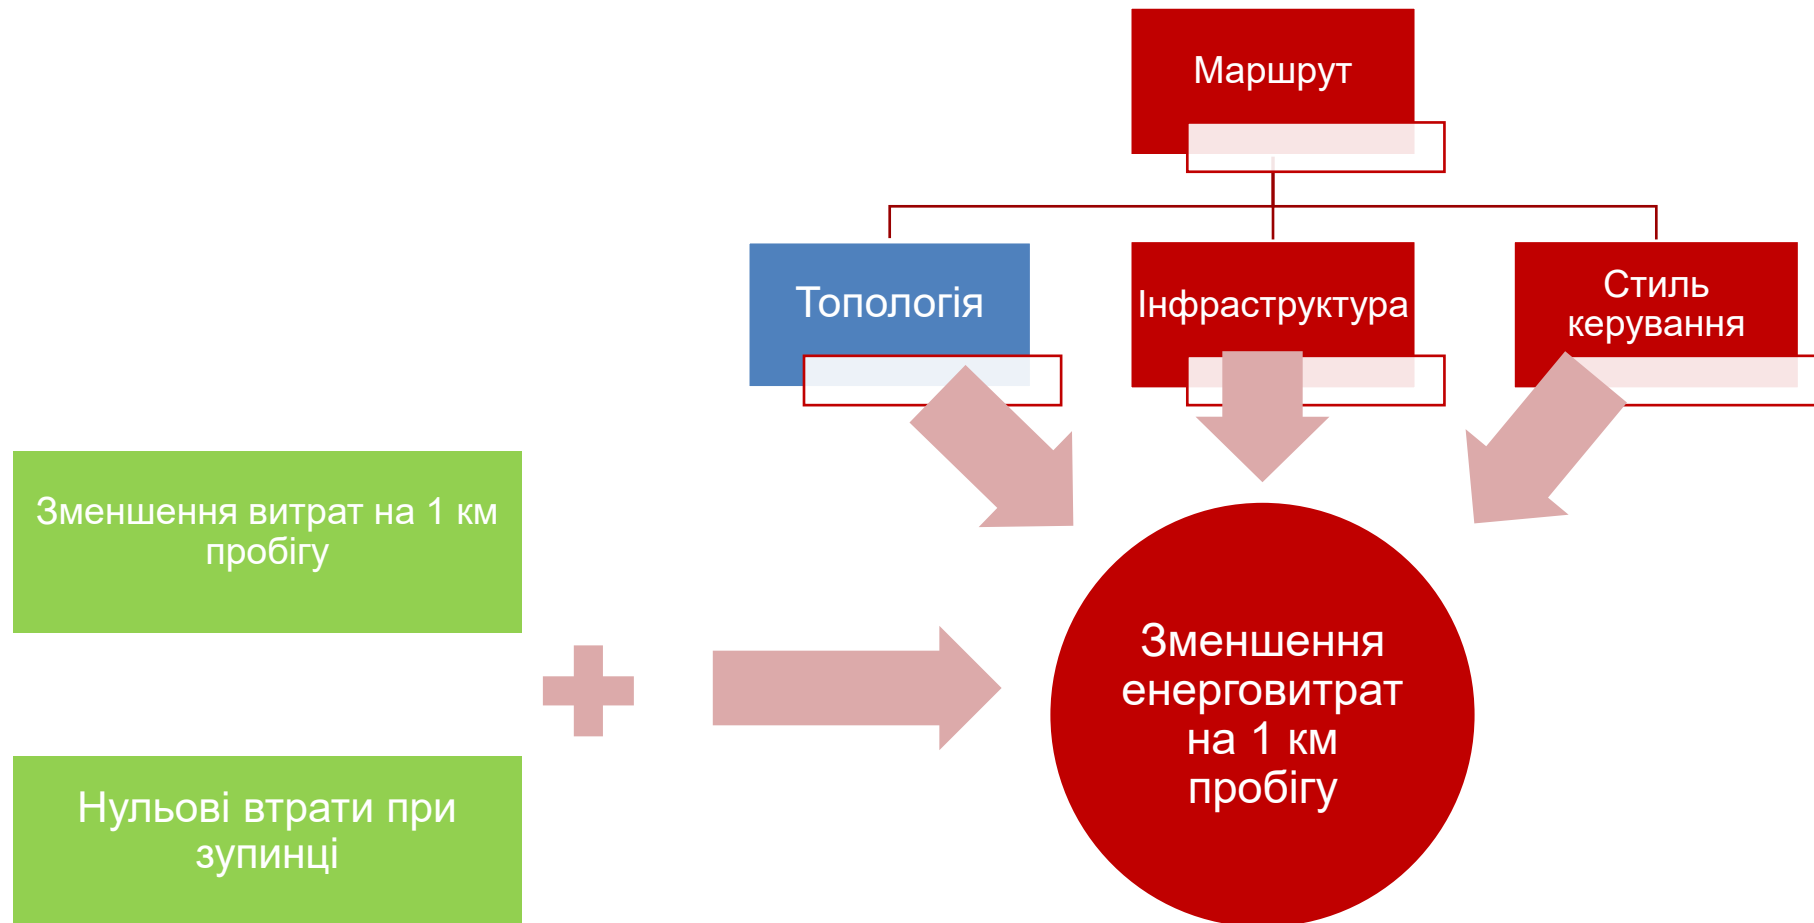 Маршрут
Топологія
Інфраструктура
Стиль
керування
Зменшення витрат на 1 км
пробігу
Нульові втрати при
зупинці
Зменшення
енерговитрат
на 1 км
пробігу